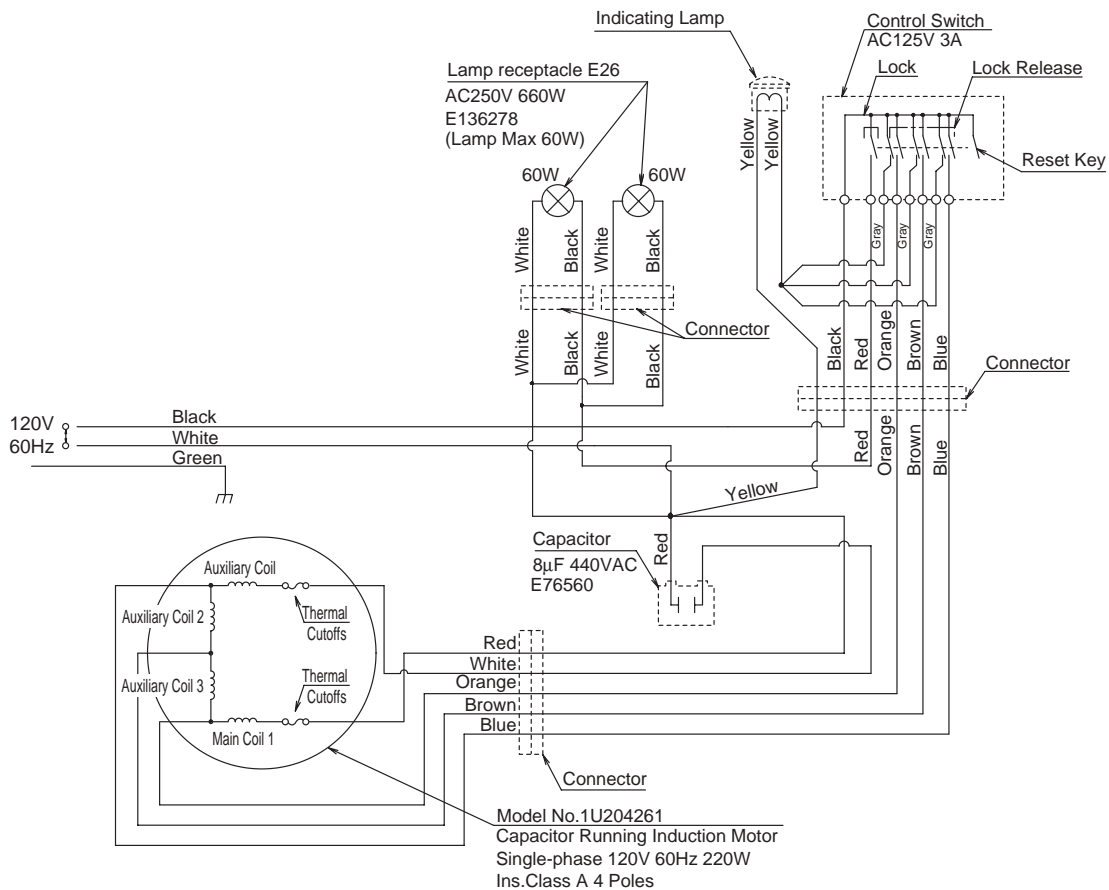 Indicating Lamp
Control Switch
AC125V 3A
Lock
Lock Release
Reset Key
Lamp receptacle E26
AC250V 660W
E136278
(Lamp Max 60W)
60W
60W
Yellow
Yellow
White
Black
White
Black
Gray
Gray
Gray
Connector
White
Black
White
Black
Black
Red
Orange
Brown
Blue
Connector
120V
60Hz
Black
White
Green
Red
Orange
Brown
Blue
Yellow
Capacitor
8μF 440VAC
E76560
Red
Auxiliary Coil
Auxiliary Coil 2
Thermal
Cutoffs
Auxiliary Coil 3
Thermal
Cutoffs
Main Coil 1
Red
White
Orange
Brown
Blue
Connector
Model No.1U204261
Capacitor Running Induction Motor
Single-phase 120V 60Hz 220W
Ins.Class A 4 Poles